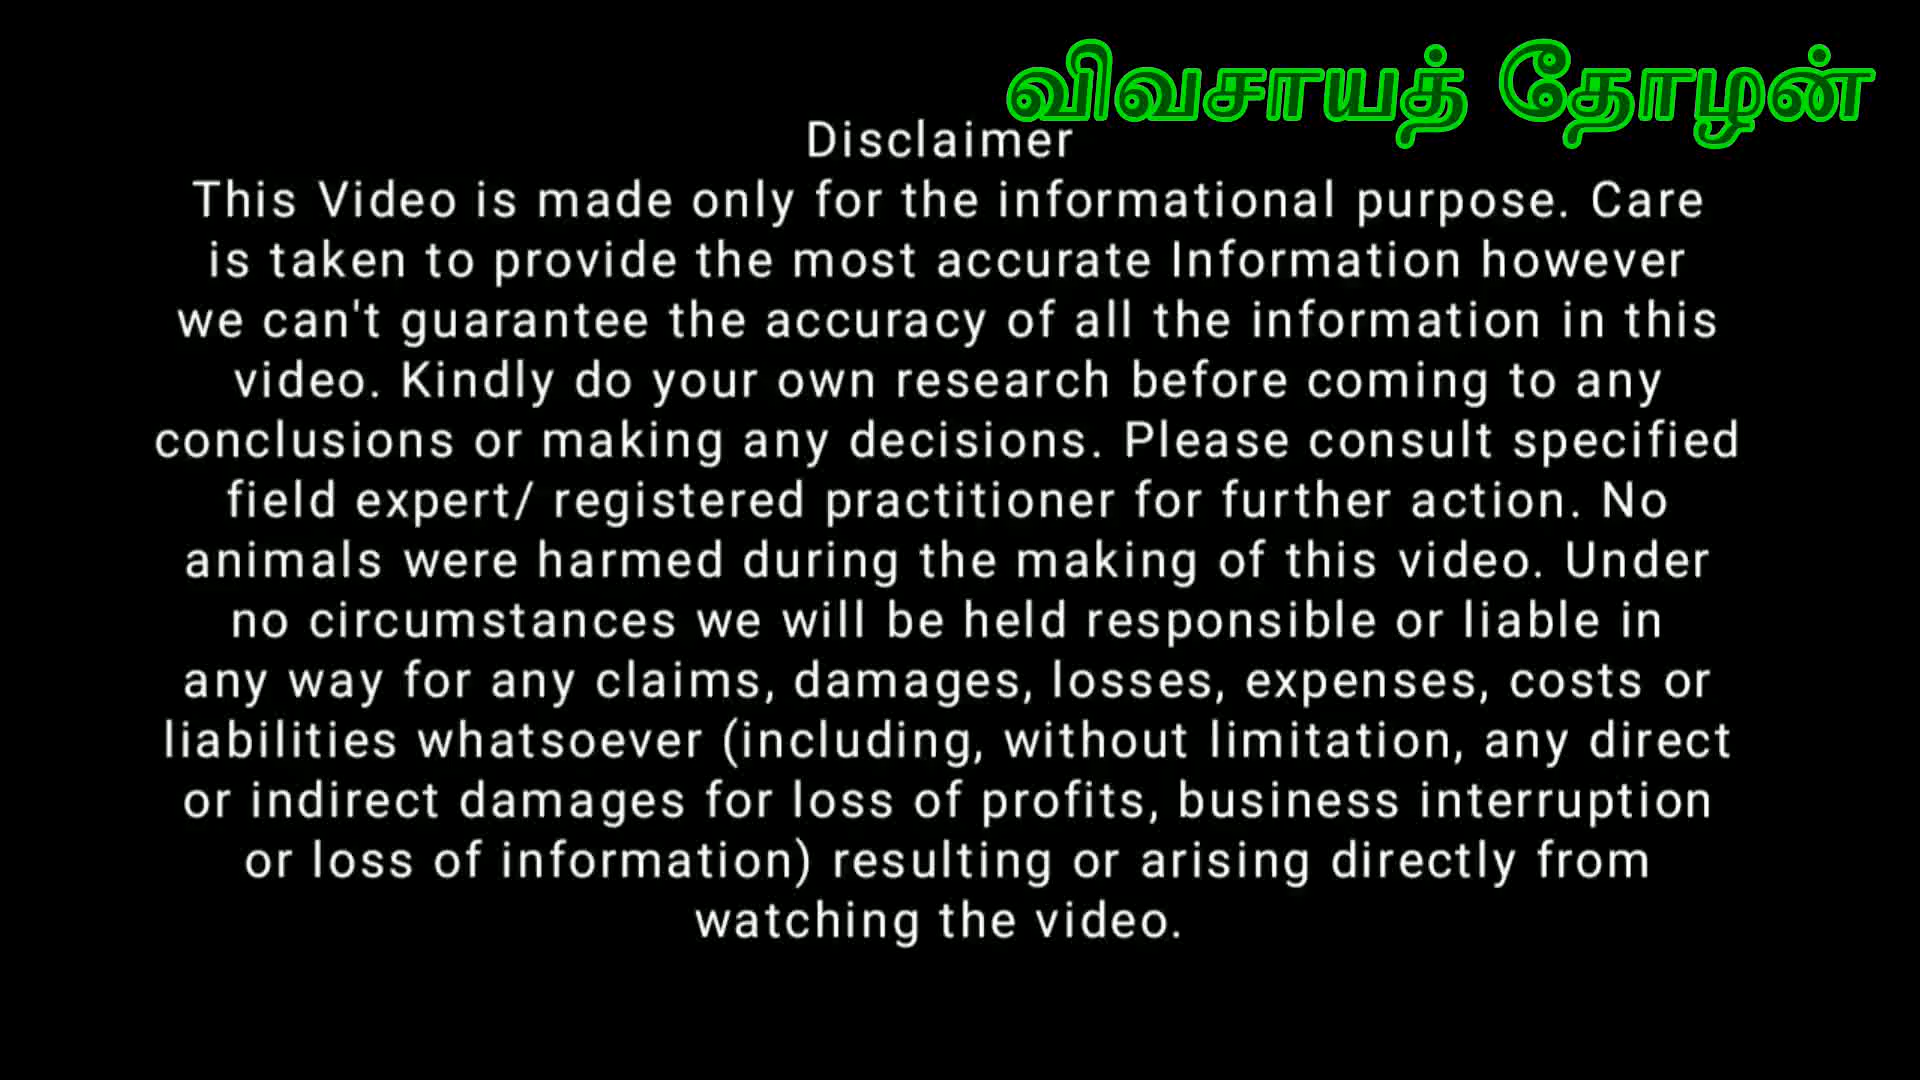 விவசாயத் தோழன்
Disclaimer
This Video is made only for the informational purpose. Care
is taken to provide the most accurate Information however
we can't guarantee the accuracy of all the information in this
video. Kindly do your own research before coming to any
conclusions or making any decisions. Please consult specified
field expert/ registered practitioner for further action. No
animals were harmed during the making of this video. Under
no circumstances we will be held responsible or liable in
any way for any claims, damages, losses, expenses, costs or
liabilities whatsoever (including, without limitation, any direct
or indirect damages for loss of profits, business interruption
or loss of information) resulting or arising directly from
watching the video.